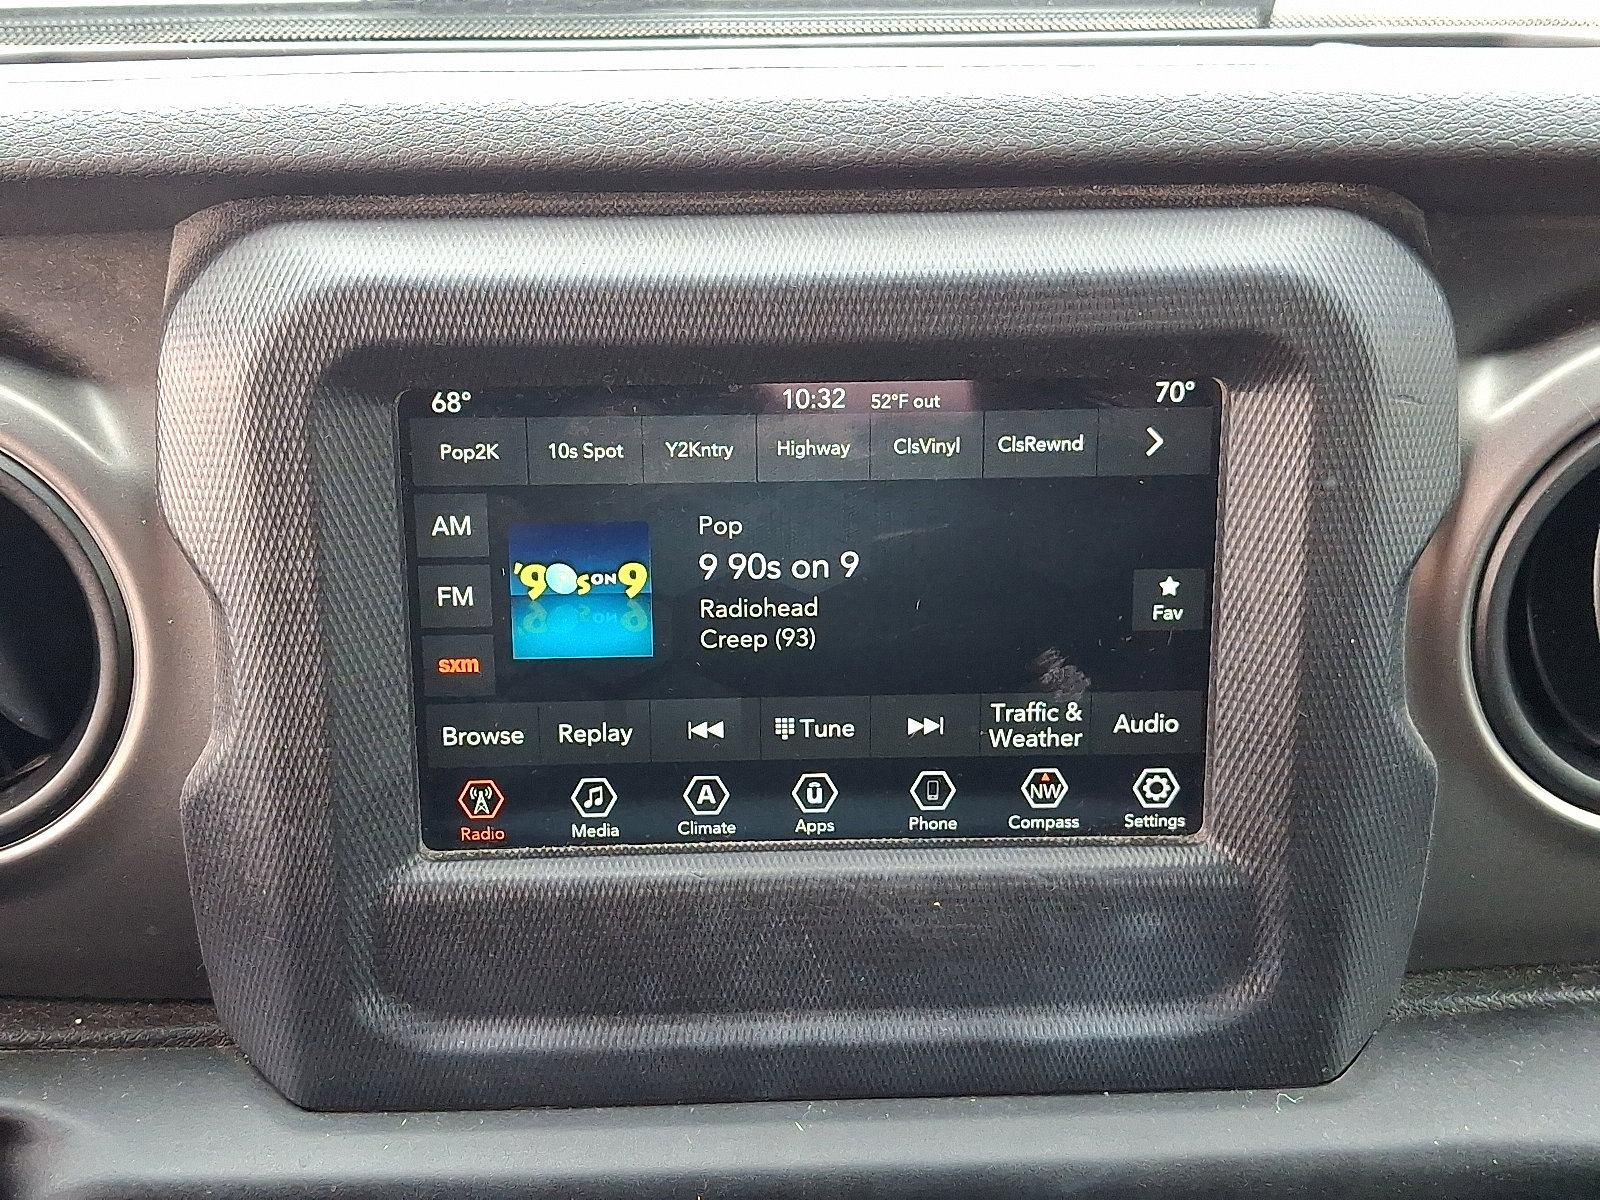 68° 10:32 52°F out 70°
Pop2K 10s Spot Y2Kntry Highway ClsVinyl ClsRewnd
AM
FM
sxm
'90s ON 9
Pop
9 90s on 9
Radiohead
Creep (93)
Fav
Browse Replay Tune Traffic & Weather Audio
A û NW
Radio Media Climate Apps Phone Compass Settings